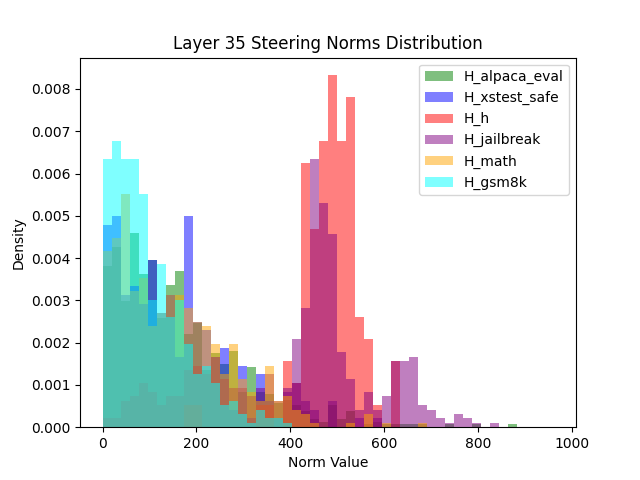 Layer 35 Steering Norms Distribution
H_alpaca_eval
H_xstest_safe
H_h
H_jailbreak
H_math
H_gsm8k
Density
0.008
0.007
0.006
0.005
0.004
0.003
0.002
0.001
0.000
0 200 400 600 800 1000
Norm Value